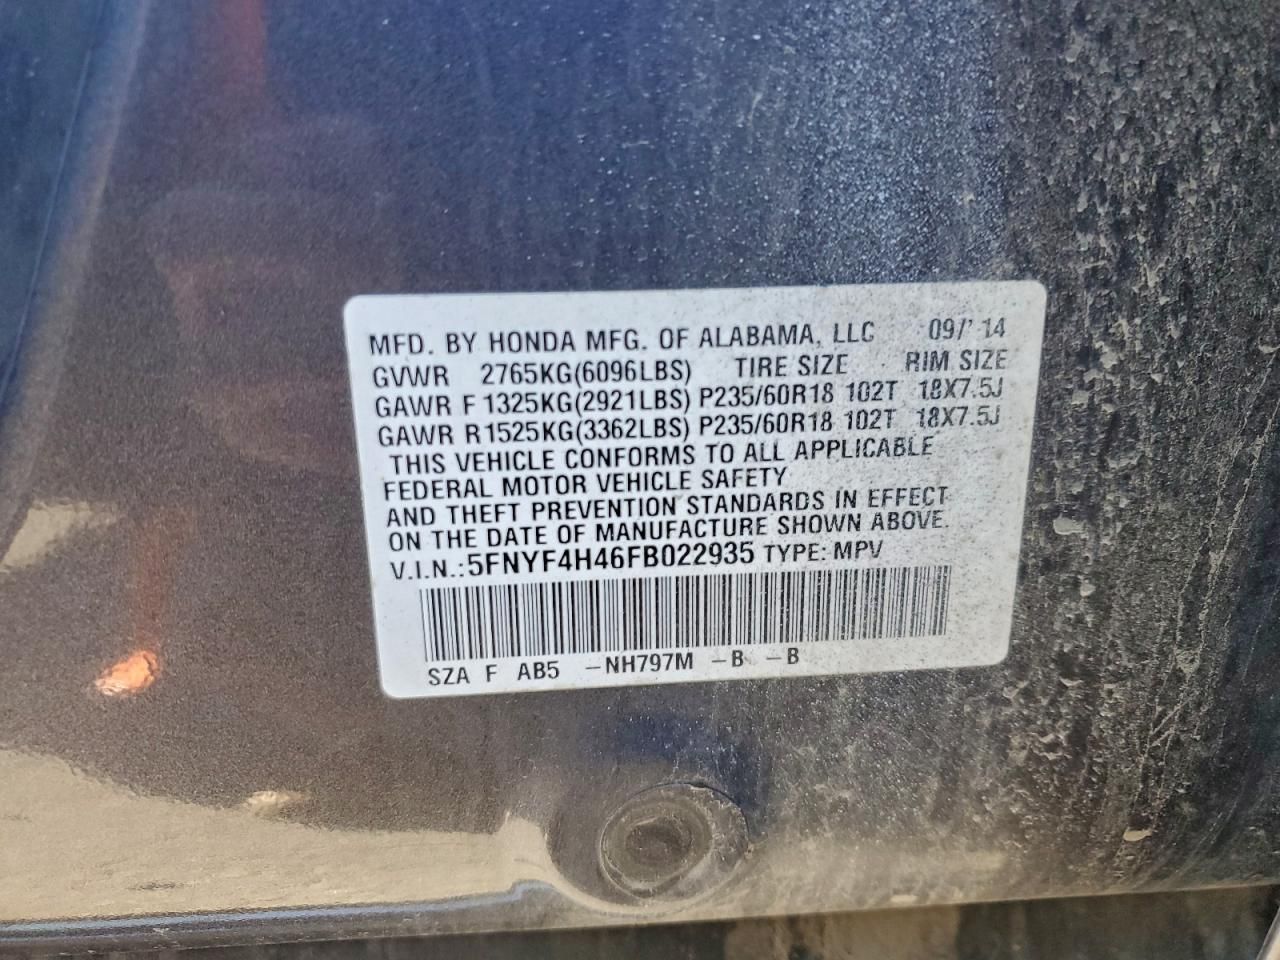 MFD. BY HONDA MFG. OF ALABAMA, LLC 09/'14
GVWR 2765KG(6096LBS) TIRE SIZE RIM SIZE
GAWR F 1325KG(2921LBS) P235/60R18 102T 18X7.5J
GAWR R1525KG(3362LBS) P235/60R18 102T 18X7.5J
THIS VEHICLE CONFORMS TO ALL APPLICABLE
FEDERAL MOTOR VEHICLE SAFETY
AND THEFT PREVENTION STANDARDS IN EFFECT
ON THE DATE OF MANUFACTURE SHOWN ABOVE.
V.I.N.: 5FNYF4H46FB022935 TYPE: MPV
SZA F AB5 -NH797M -B -B